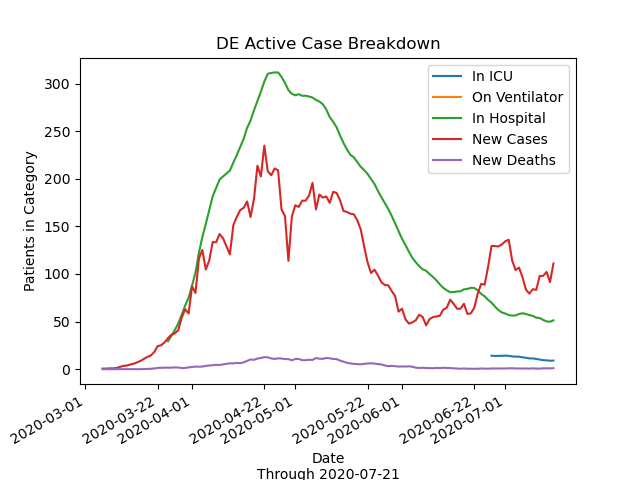 DE Active Case Breakdown
Patients in Category
300
250
200
150
100
50
0
In ICU
On Ventilator
In Hospital
New Cases
New Deaths
2020-03-01
2020-03-22
2020-04-01
2020-04-22
2020-05-01
2020-05-22
2020-06-01
2020-06-22
2020-07-01
Date
Through 2020-07-21